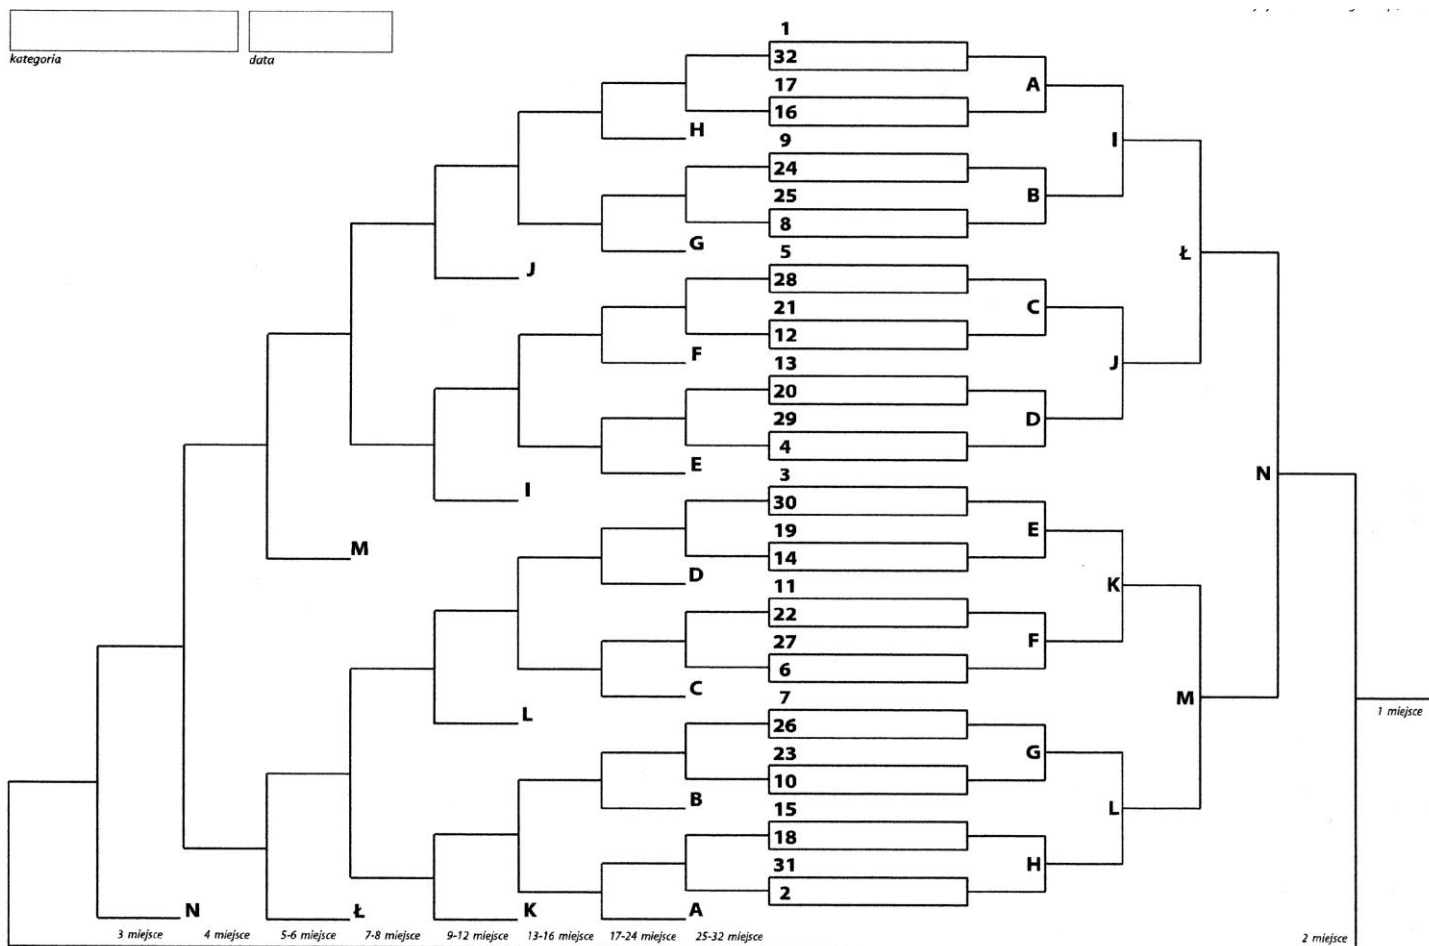 kategoria data
1
32
17 A
16
H
9 I
24
25 B
8
G
5 Ł
J 28
21 C
12
F
13 J
20
29 D
4
E
3 N
I 30
19 E
M 14
D
11 K
22
27 F
6
C
7 M
L 26 1 miejsce
23 G
10
B
15 L
18
31 H
2
N Ł K A
3 miejsce 4 miejsce 5-6 miejsce 7-8 miejsce 9-12 miejsce 13-16 miejsce 17-24 miejsce 25-32 miejsce 2 miejsce